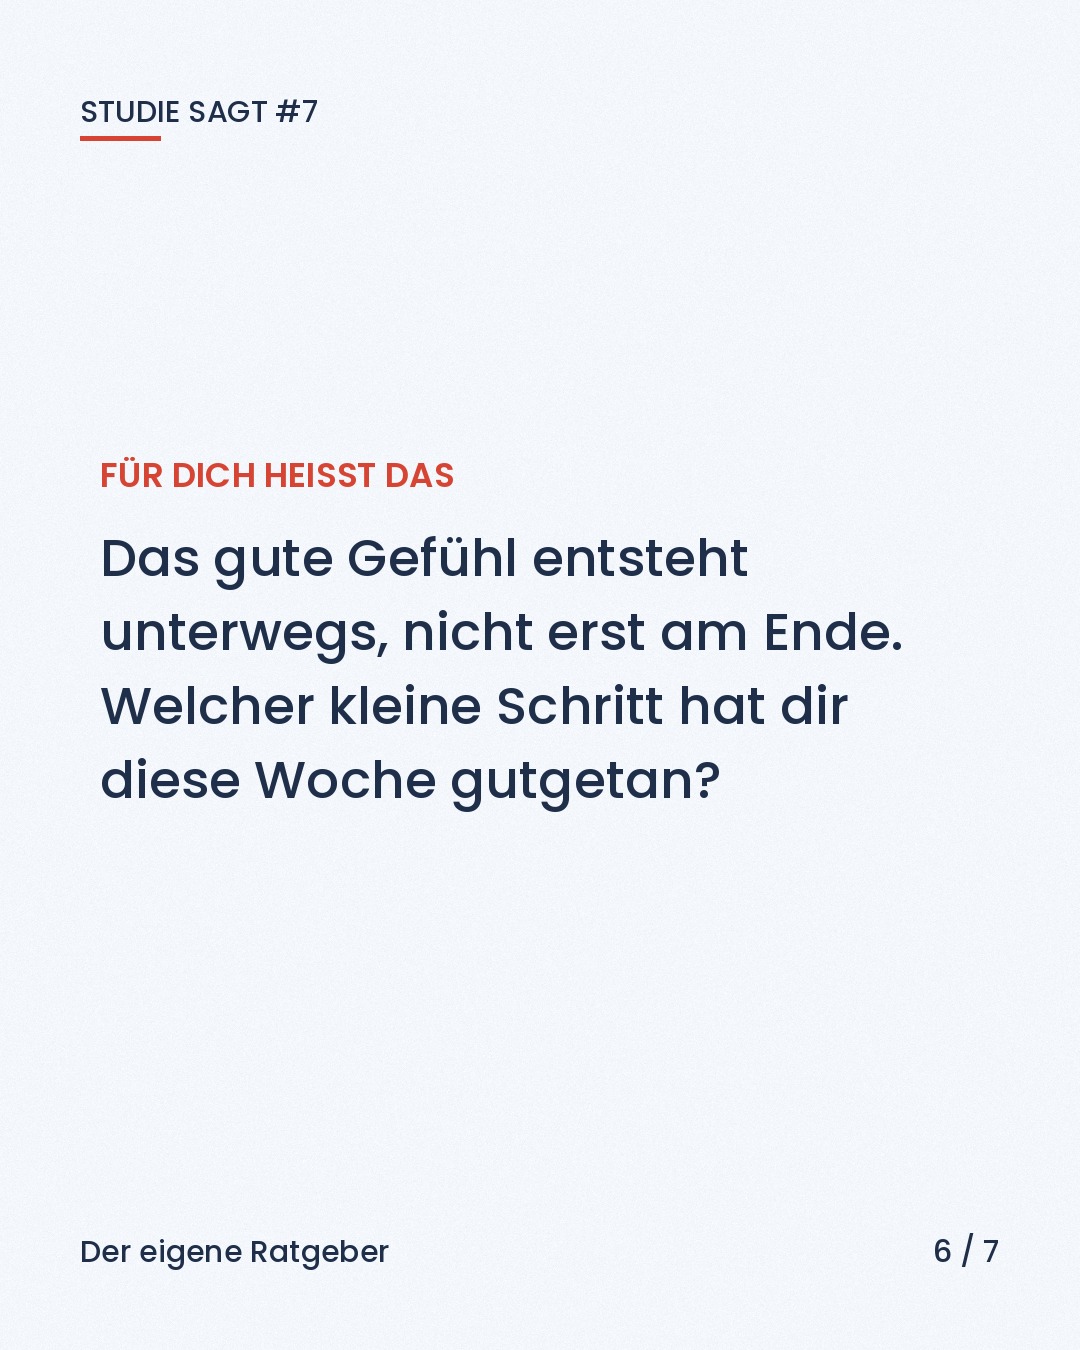 STUDIE SAGT #7
FÜR DICH HEISST DAS
Das gute Gefühl entsteht
unterwegs, nicht erst am Ende.
Welcher kleine Schritt hat dir
diese Woche gutgetan?
Der eigene Ratgeber
6 / 7